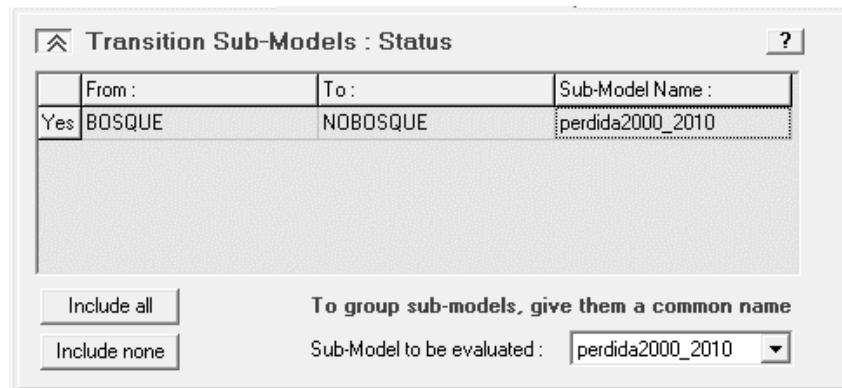 Transition Sub-Models : Status ?
From : To : Sub-Model Name :
Yes BOSQUE NOBOSQUE perdida2000_2010
Include all To group sub-models, give them a common name
Include none Sub-Model to be evaluated : perdida2000_2010